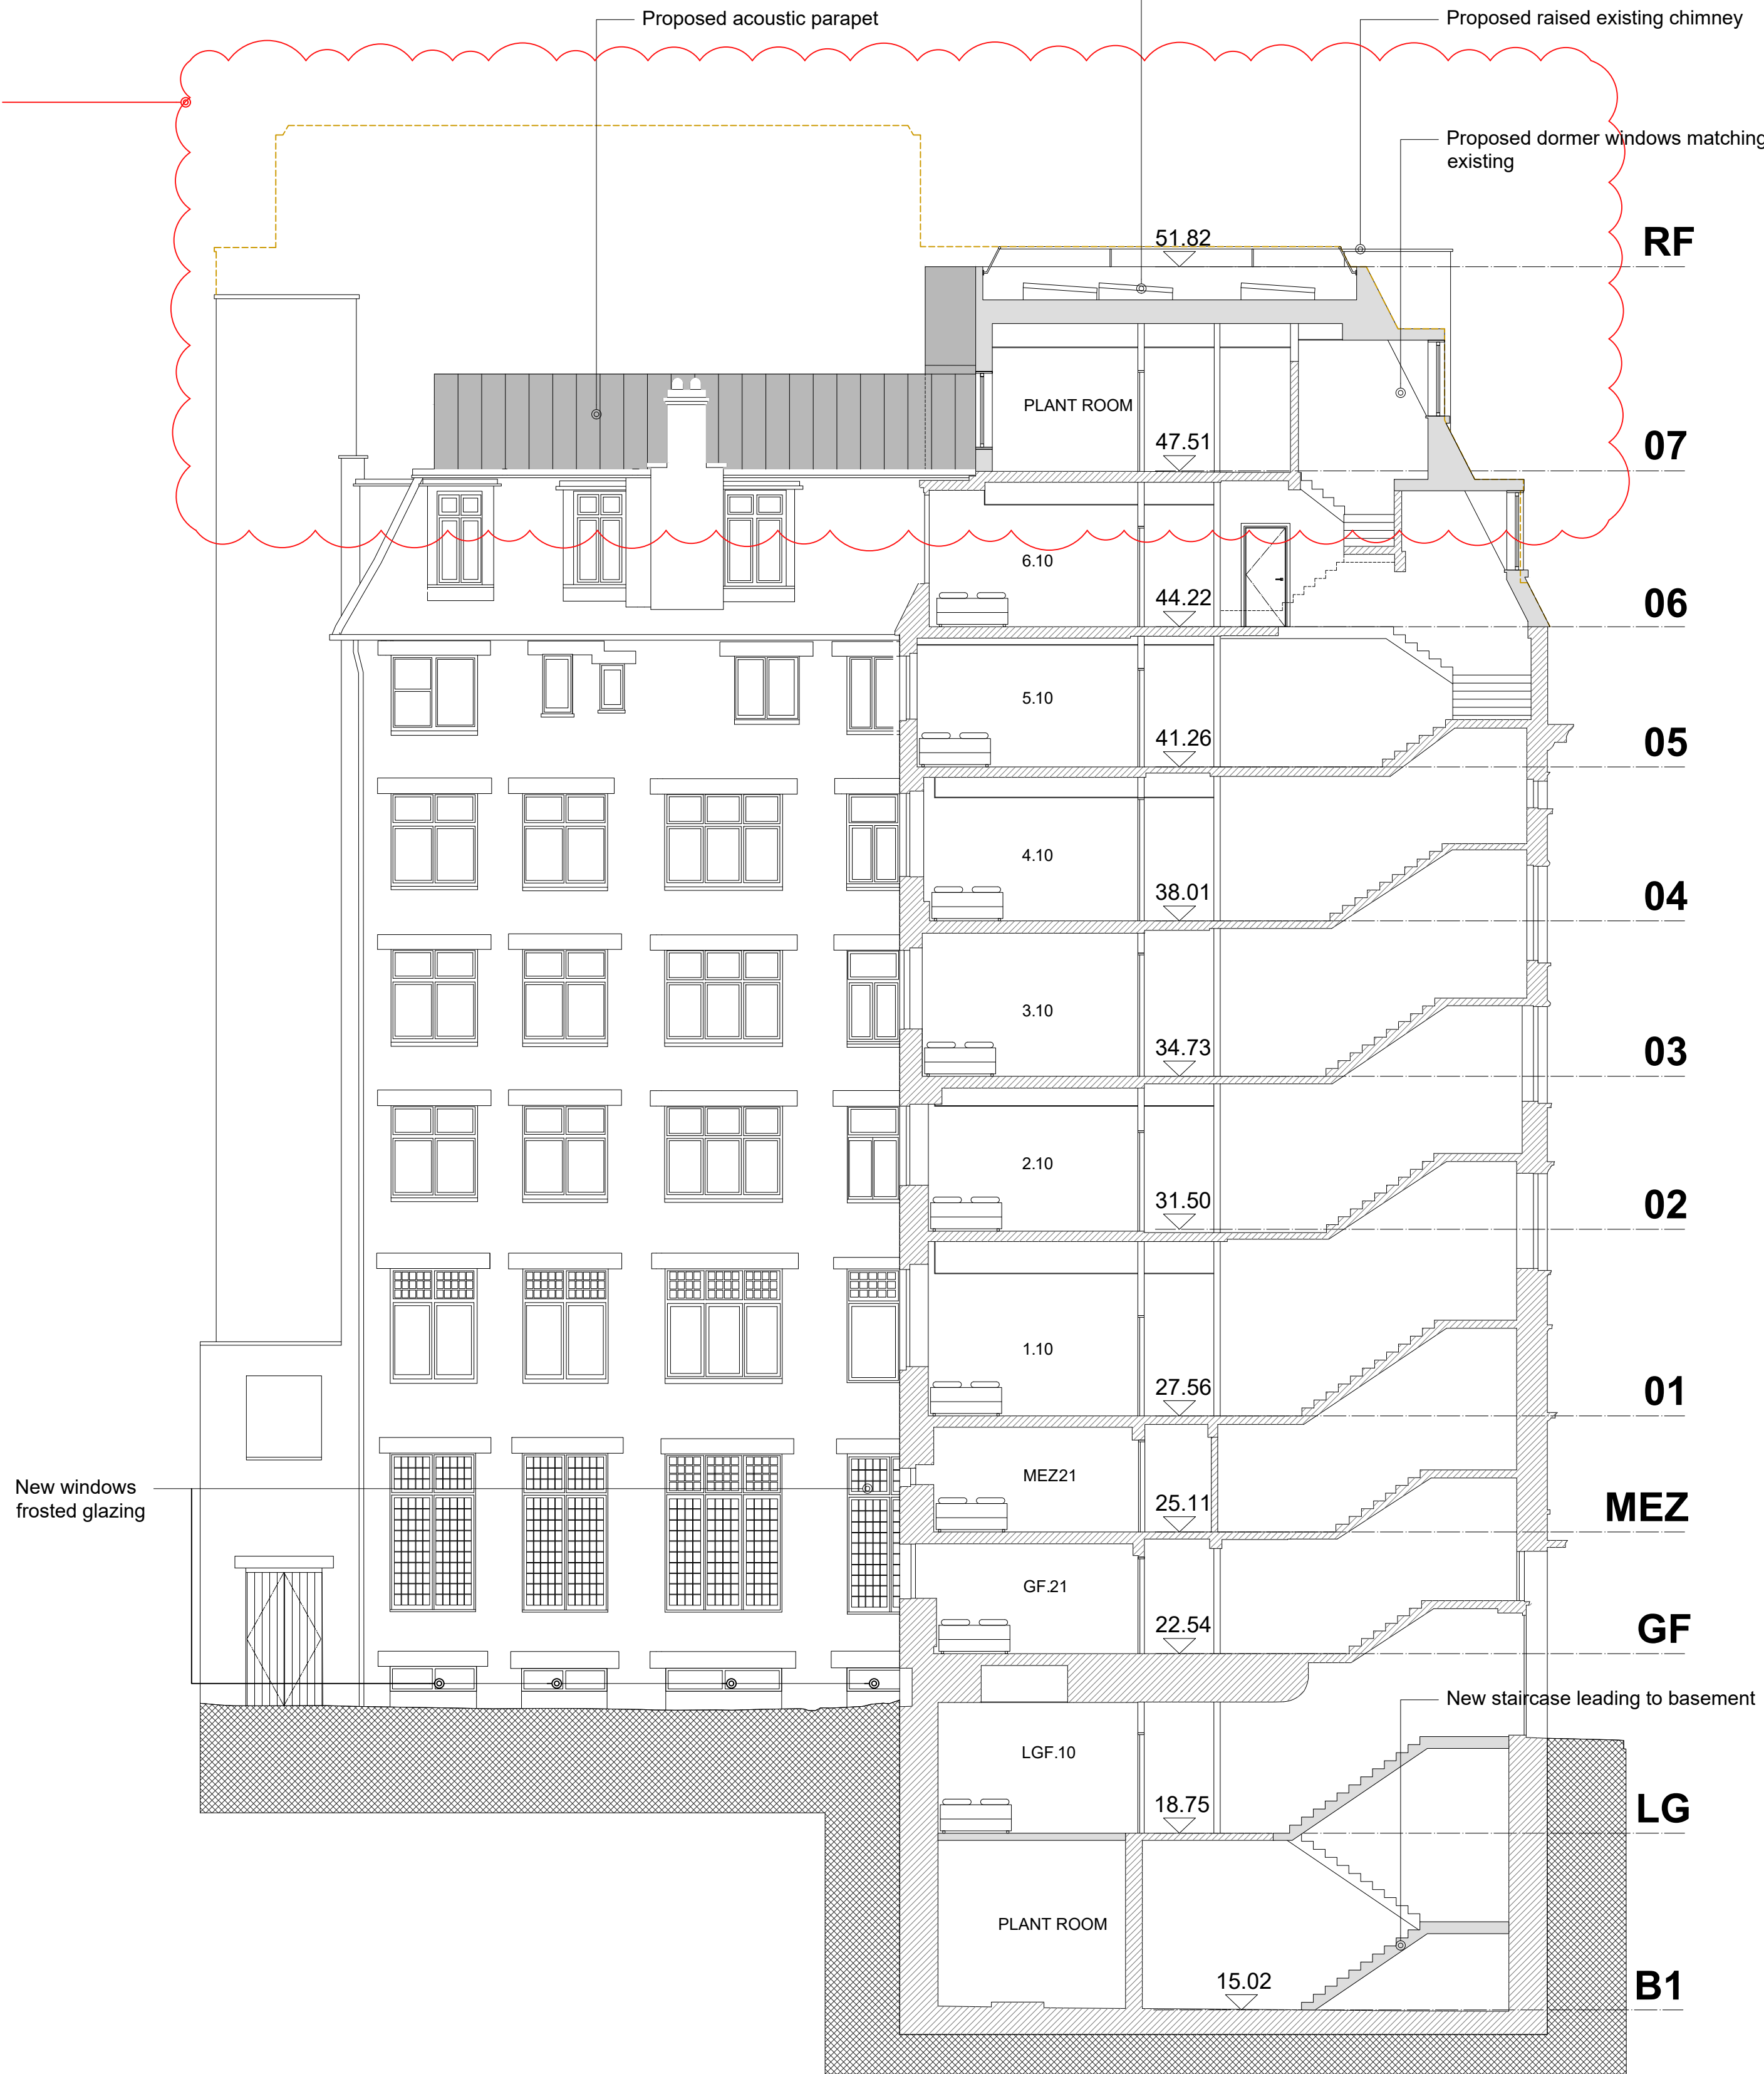 Proposed acoustic parapet
Proposed raised existing chimney
Proposed dormer windows matching
existing
51.82
RF
PLANT ROOM
47.51
07
6.10
44.22
06
5.10
41.26
05
4.10
38.01
04
3.10
34.73
03
2.10
31.50
02
1.10
27.56
01
New windows
frosted glazing
MEZ21
25.11
MEZ
GF.21
22.54
GF
New staircase leading to basement
LGF.10
18.75
LG
PLANT ROOM
15.02
B1